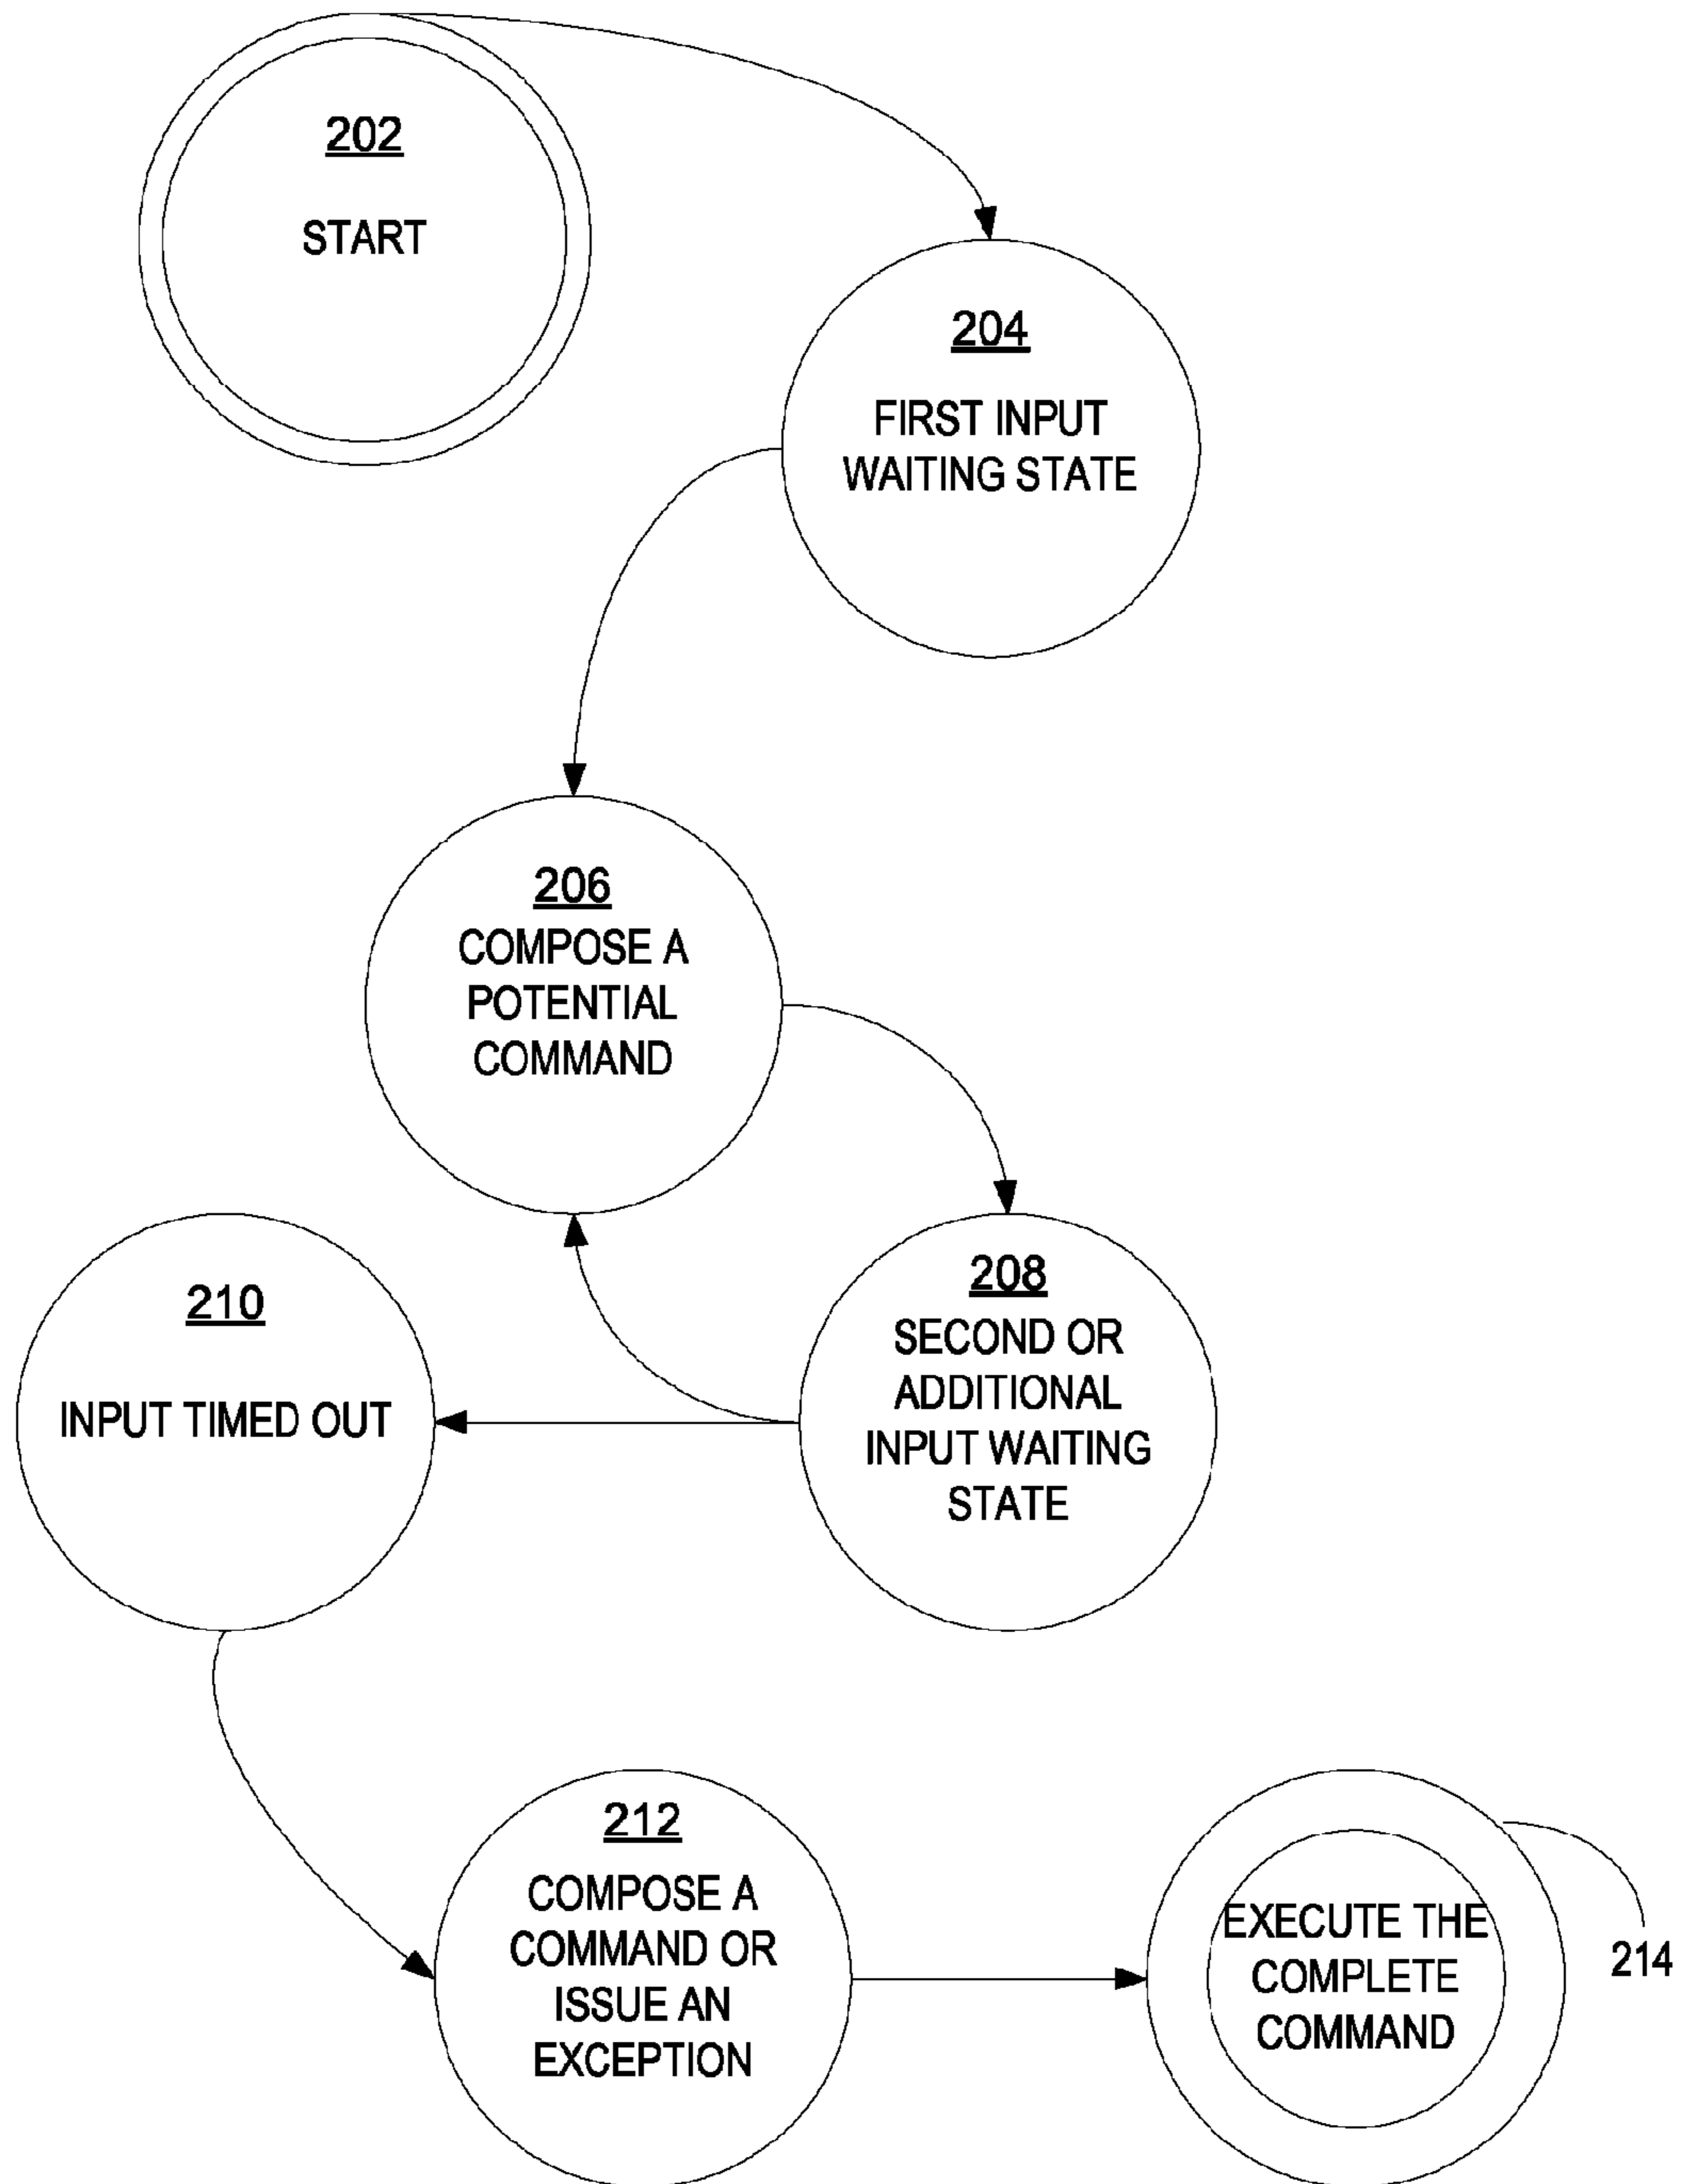 202
START
204
FIRST INPUT
WAITING STATE
206
COMPOSE A
POTENTIAL
COMMAND
208
SECOND OR
ADDITIONAL
INPUT WAITING
STATE
210
INPUT TIMED OUT
212
COMPOSE A
COMMAND OR
ISSUE AN
EXCEPTION
EXECUTE THE
COMPLETE
COMMAND
214